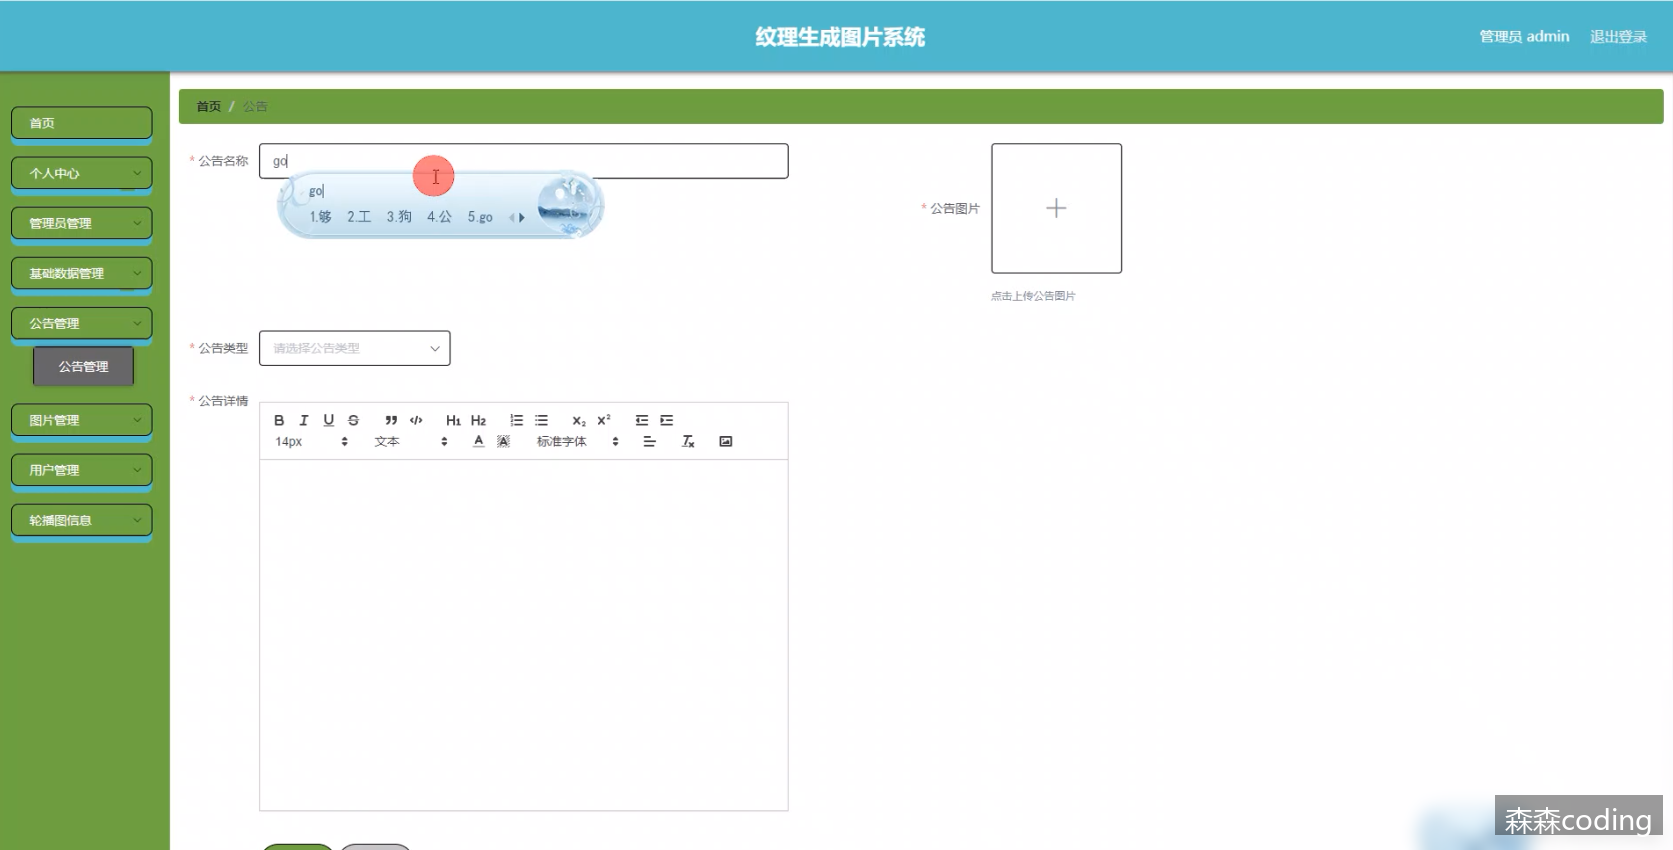 纹理生成图片系统
管理员 admin 退出登录
首页
个人中心
管理员管理
基础数据管理
公告管理
公告管理
图片管理
用户管理
轮播图信息
首页 / 公告
* 公告名称 go
go
1.够 2.工 3.狗 4.公 5.go
* 公告图片
点击上传公告图片
* 公告类型 请选择公告类型
* 公告详情
B I U S H1 H2 X2 X2
14px 文本 A A 标准字体 Tx
森森coding